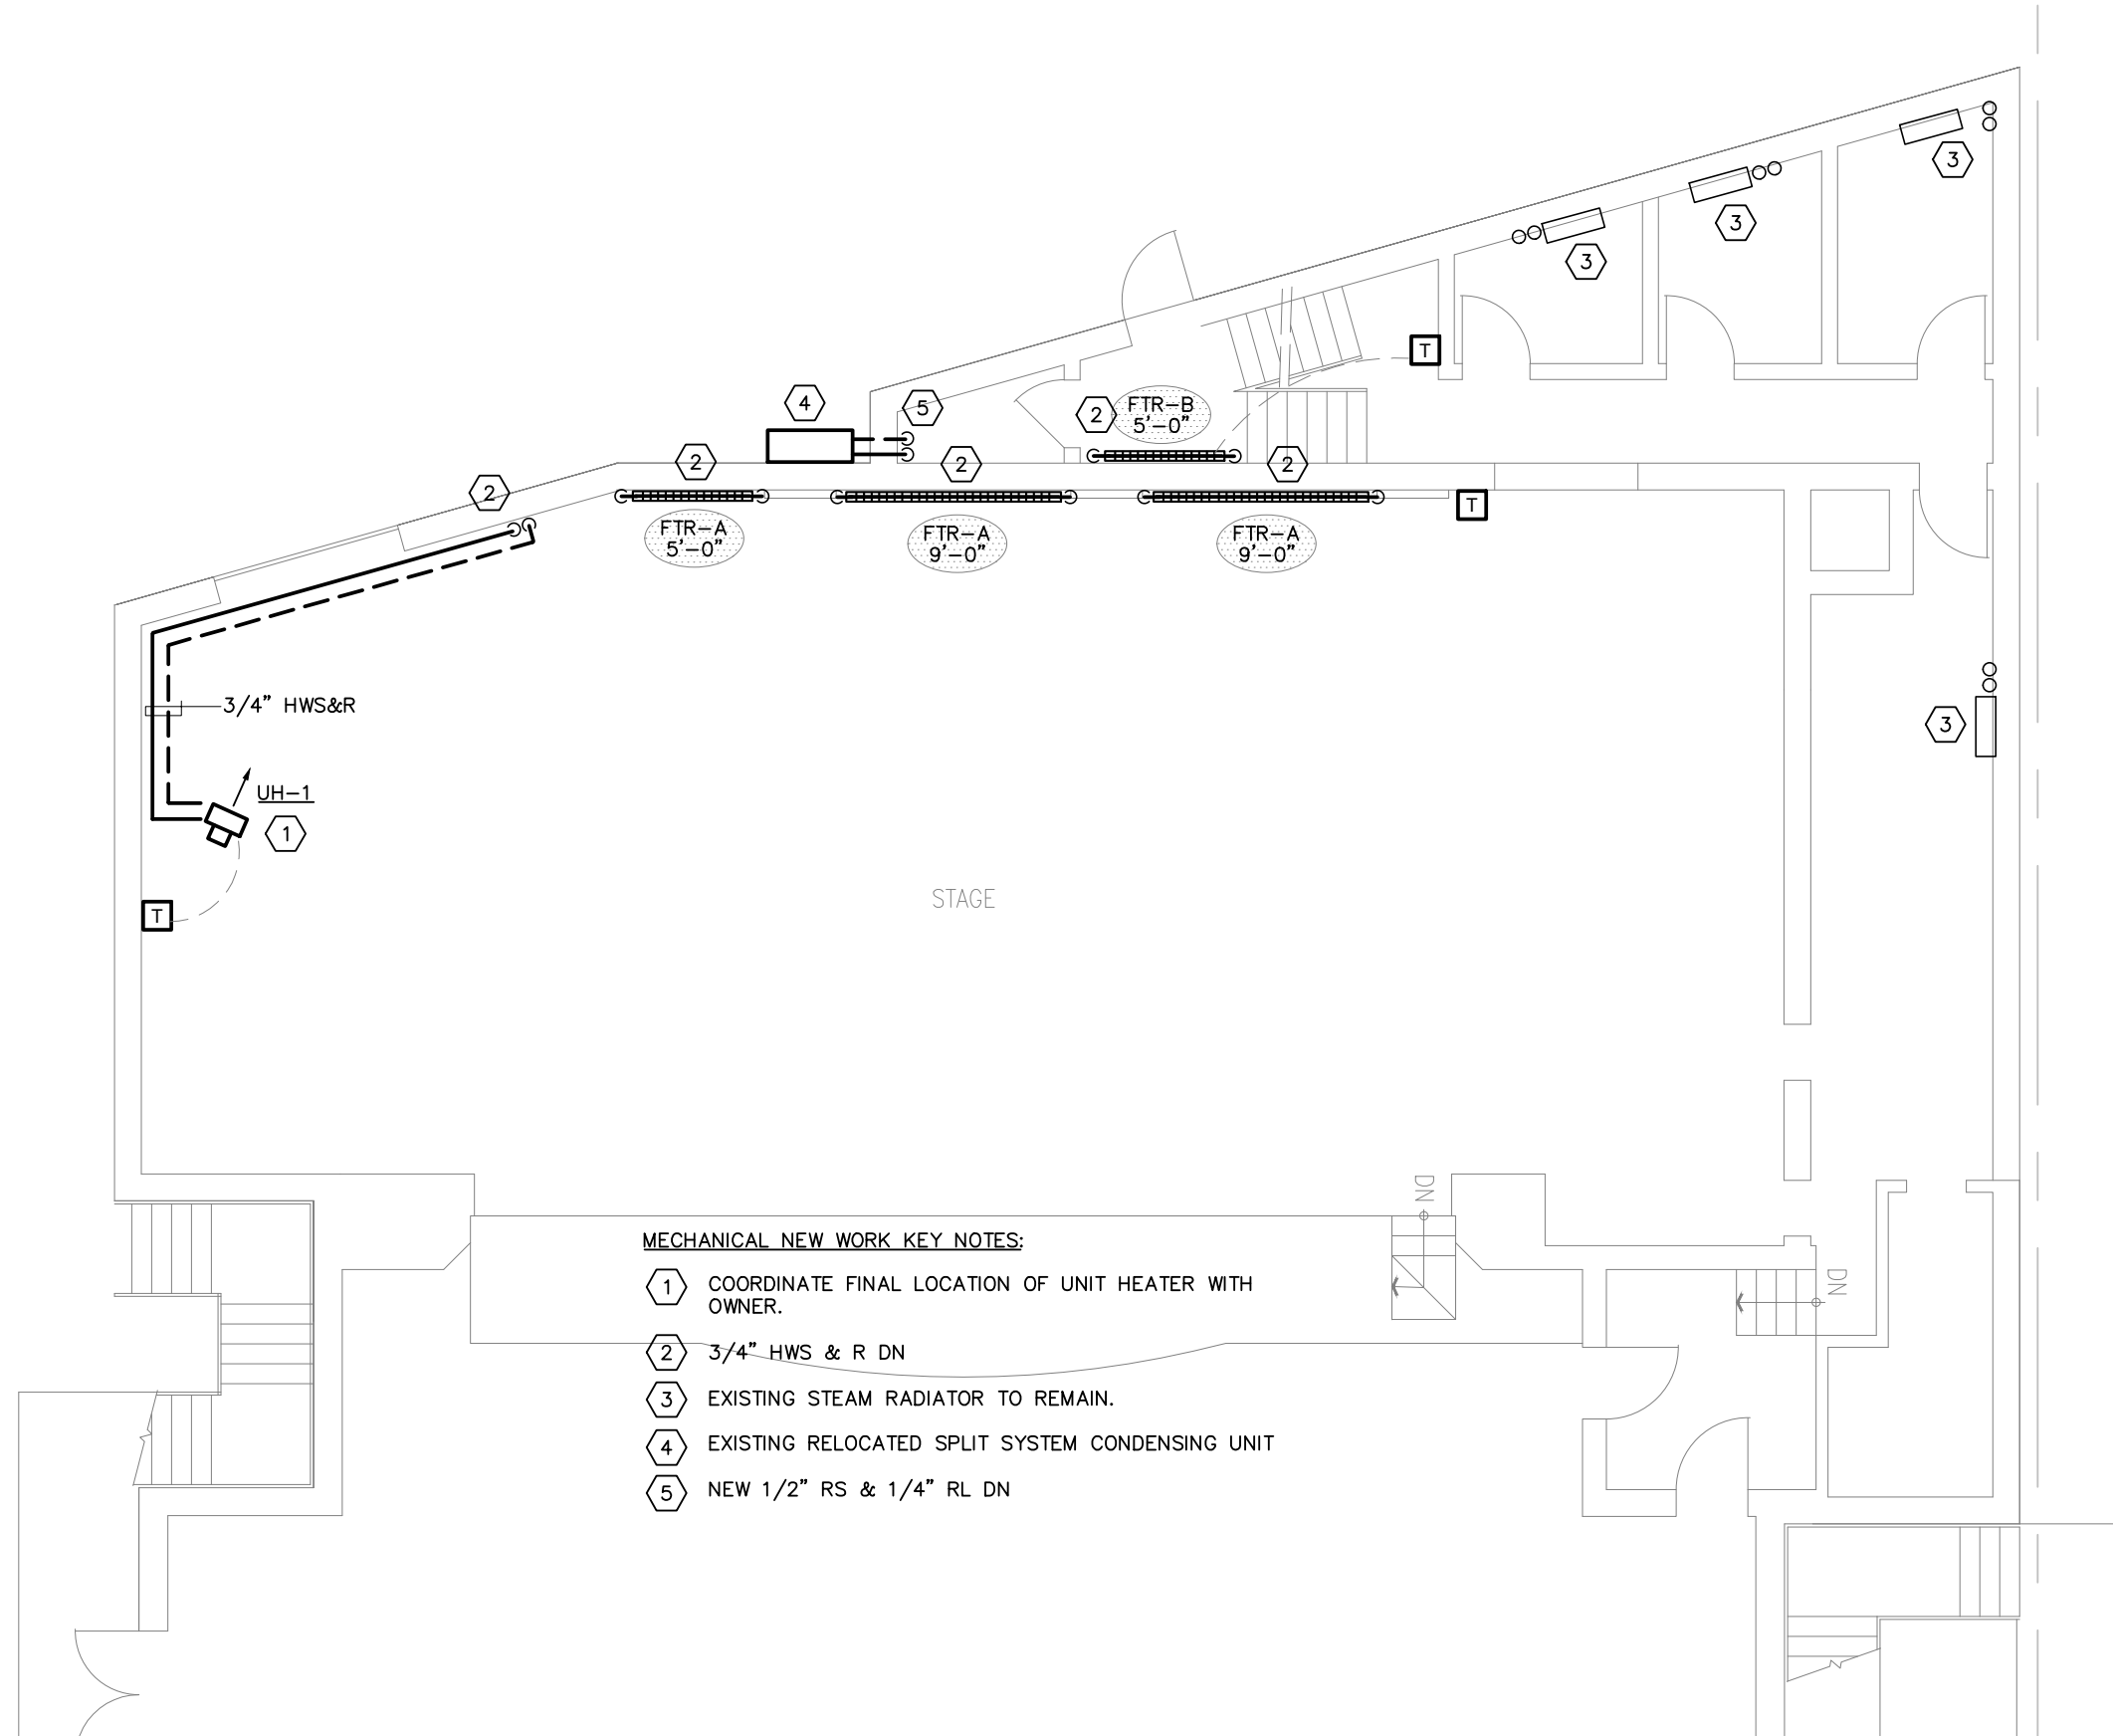 3
3
3
T
4
5
2
FTR-B
5'-0"
2
2
2
2
T
FTR-A
5'-0"
FTR-A
9'-0"
FTR-A
9'-0"
3/4" HWS&R
3
UH-1
1
STAGE
T
DN
DN
MECHANICAL NEW WORK KEY NOTES:
1 COORDINATE FINAL LOCATION OF UNIT HEATER WITH
OWNER.
2 3/4" HWS & R DN
3 EXISTING STEAM RADIATOR TO REMAIN.
4 EXISTING RELOCATED SPLIT SYSTEM CONDENSING UNIT
5 NEW 1/2" RS & 1/4" RL DN